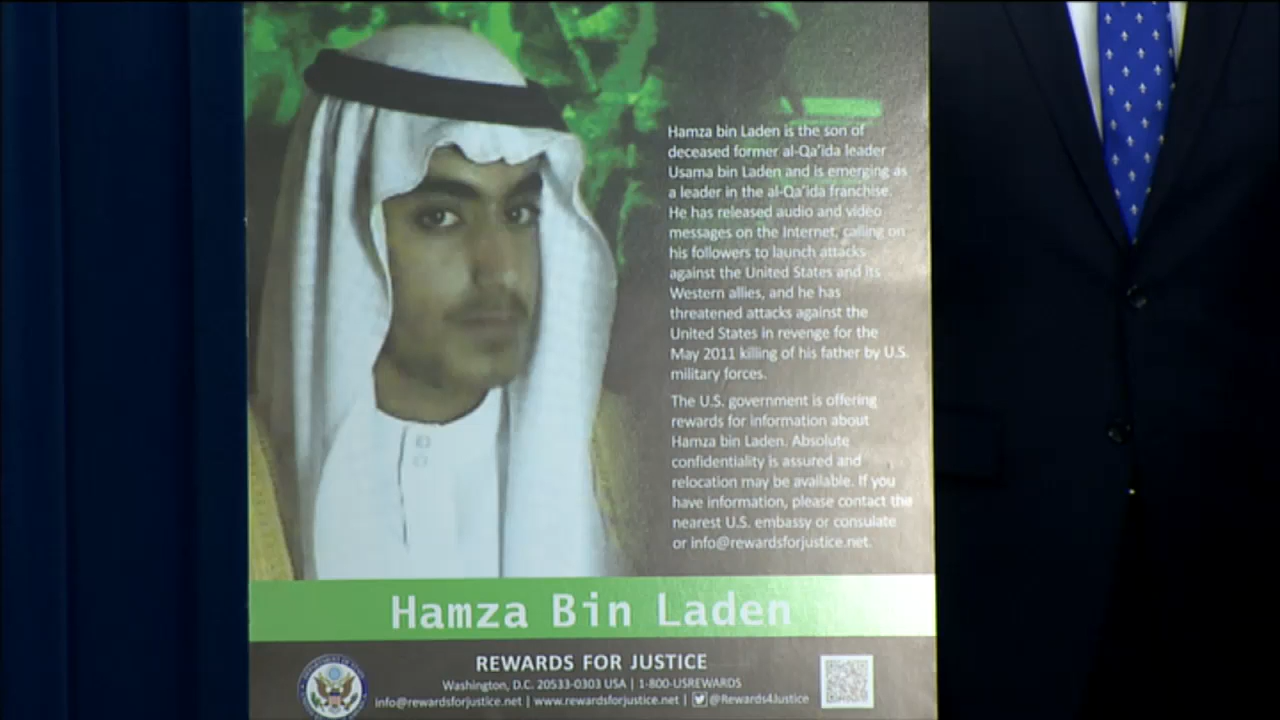 Hamza bin Laden is the son of
deceased former al-Qa'ida leader
Usama bin Laden and is emerging as
a leader in the al-Qa'ida franchise.
He has released audio and video
messages on the Internet, calling on
his followers to launch attacks
against the United States and its
Western allies, and he has
threatened attacks against the
United States in revenge for the
May 2011 killing of his father by U.S.
military forces.
The U.S. government is offering
rewards for information about
Hamza bin Laden. Absolute
confidentiality is assured and
relocation may be available. If you
have information, please contact the
nearest U.S. embassy or consulate
or info@rewardsforjustice.net.
Hamza Bin Laden
REWARDS FOR JUSTICE
Washington, D.C. 20533-0303 USA | 1-800-USREWARDS
info@rewardsforjustice.net | www.rewardsforjustice.net | @Rewards4Justice